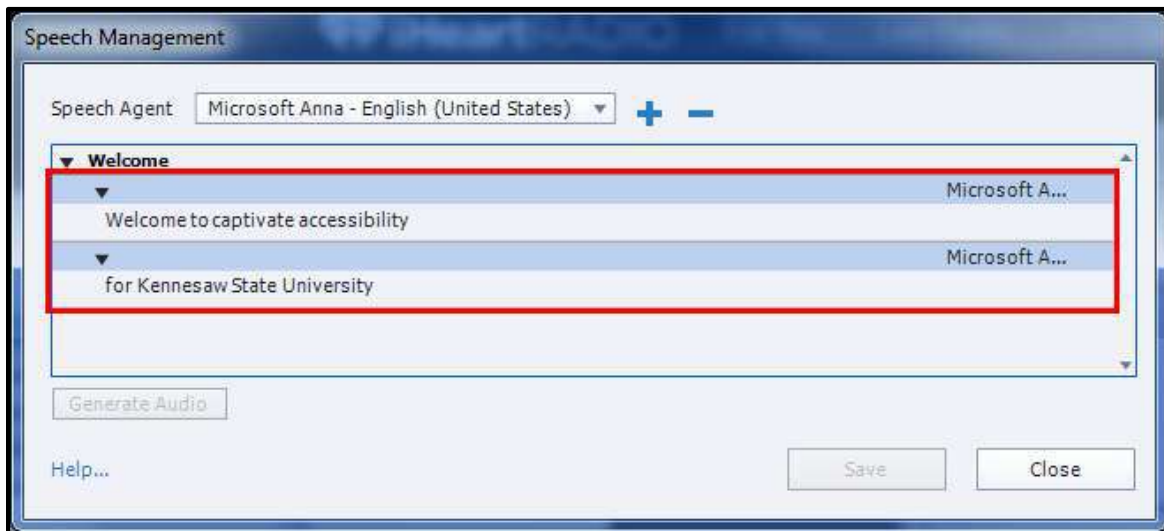 iHeartRADIO
Speech Management
Speech Agent Microsoft Anna - English (United States)
Welcome
Microsoft A...
Welcome to captivate accessibility
Microsoft A...
for Kennesaw State University
Generate Audio
Help... Save Close